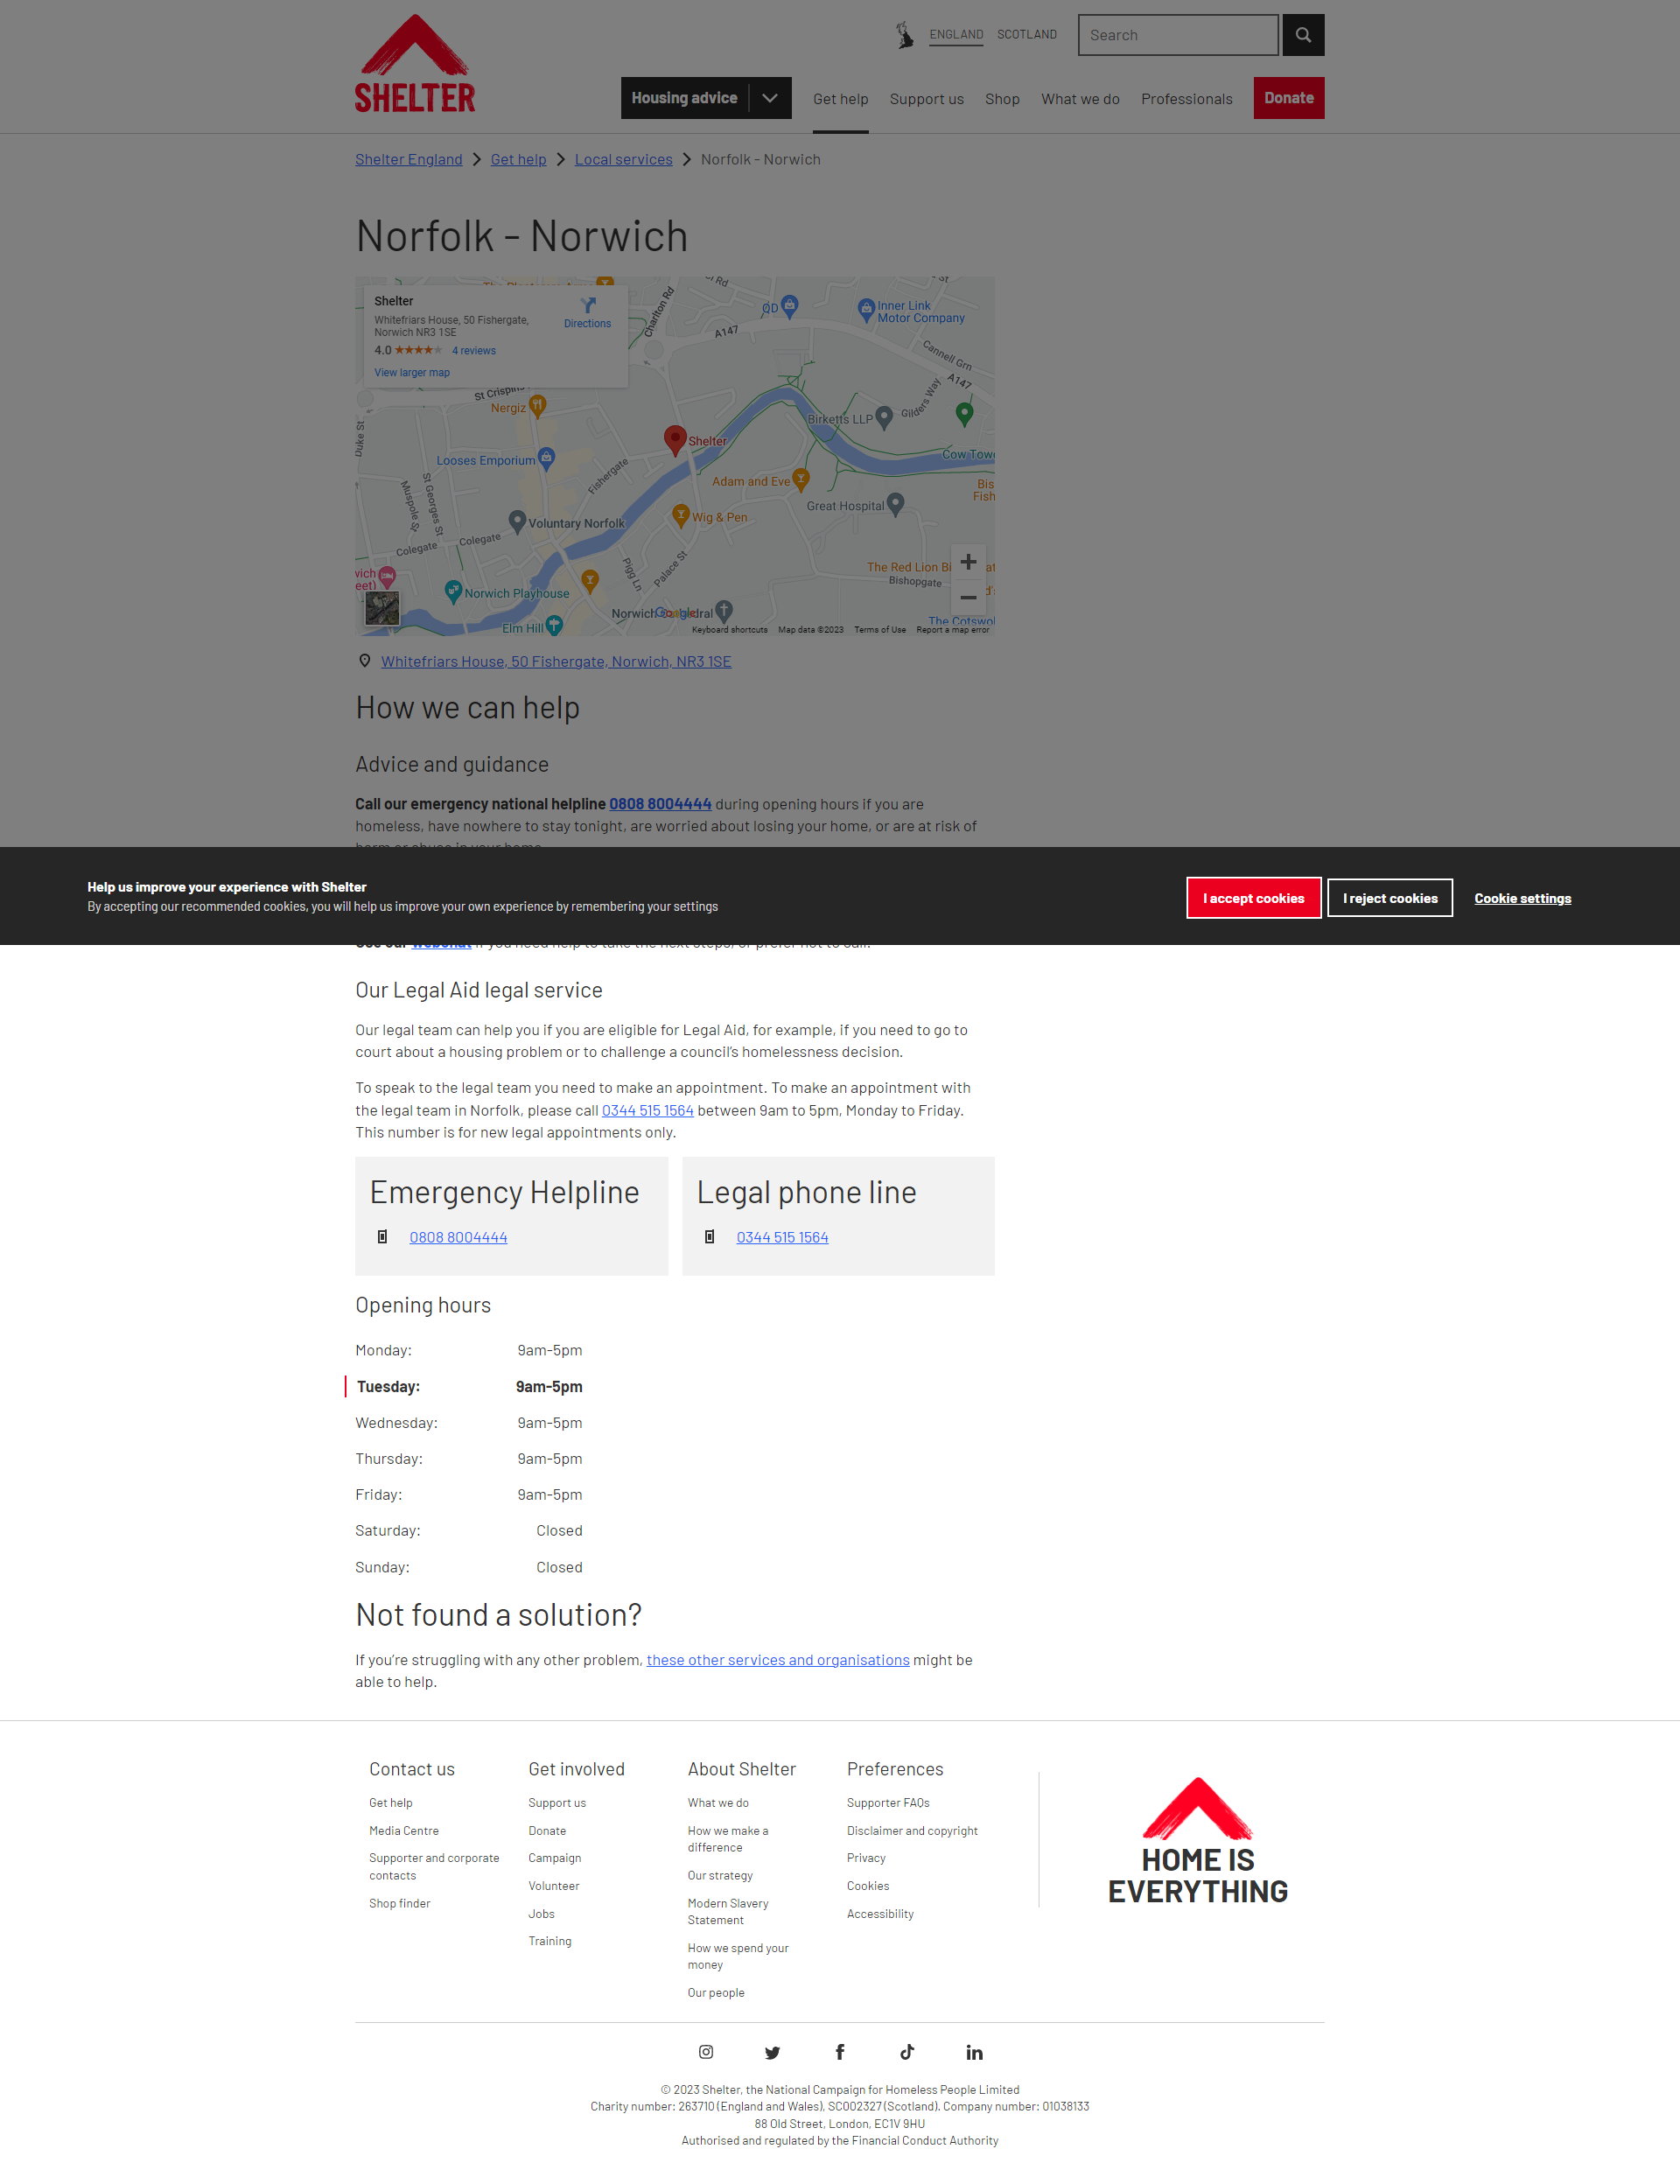 SHELTER
ENGLAND
SCOTLAND
Search
Housing advice
Get help
Support us
Shop
What we do
Professionals
Donate
Shelter England
Get help
Local services
Norfolk - Norwich
Norfolk - Norwich
Shelter
Whitefriars House, 50 Fishergate,
Norwich NR3 1SE
Directions
4.0
4 reviews
View larger map
Charlton Rd
QD
Inner Link
Motor Company
A147
Cannell Grn
A147
Gilders Way
St Crispins
Nergiz
Birketts LLP
Duke St
Shelter
Looses Emporium
Fishergate
Cow Tow
Adam and Eve
Bis
Fish
Great Hospital
Muspole St
St Georges St
Voluntary Norfolk
Wig & Pen
Colegate
Colegate
Pigg Ln
Palace St
The Red Lion Bi
Bishopgate
Norwich Playhouse
Norwich
Google
Elm Hill
The Cotswol
Keyboard shortcuts
Map data ©2023
Terms of Use
Report a map error
Whitefriars House, 50 Fishergate, Norwich, NR3 1SE
How we can help
Advice and guidance
Call our emergency national helpline 0808 8004444 during opening hours if you are
homeless, have nowhere to stay tonight, are worried about losing your home, or are at risk of
harm or abuse in your home.
Help us improve your experience with Shelter
By accepting our recommended cookies, you will help us improve your own experience by remembering your settings
I accept cookies
I reject cookies
Cookie settings
Use our webchat if you need help to take the next steps, or prefer not to call.
Our Legal Aid legal service
Our legal team can help you if you are eligible for Legal Aid, for example, if you need to go to
court about a housing problem or to challenge a council's homelessness decision.
To speak to the legal team you need to make an appointment. To make an appointment with
the legal team in Norfolk, please call 0344 515 1564 between 9am to 5pm, Monday to Friday.
This number is for new legal appointments only.
Emergency Helpline
0808 8004444
Legal phone line
0344 515 1564
Opening hours
Monday: 9am-5pm
Tuesday: 9am-5pm
Wednesday: 9am-5pm
Thursday: 9am-5pm
Friday: 9am-5pm
Saturday: Closed
Sunday: Closed
Not found a solution?
If you're struggling with any other problem, these other services and organisations might be
able to help.
Contact us
Get help
Media Centre
Supporter and corporate
contacts
Shop finder
Get involved
Support us
Donate
Campaign
Volunteer
Jobs
Training
About Shelter
What we do
How we make a
difference
Our strategy
Modern Slavery
Statement
How we spend your
money
Our people
Preferences
Supporter FAQs
Disclaimer and copyright
Privacy
Cookies
Accessibility
HOME IS
EVERYTHING
© 2023 Shelter, the National Campaign for Homeless People Limited
Charity number: 263710 (England and Wales), SC002327 (Scotland). Company number: 01038133
88 Old Street, London, EC1V 9HU
Authorised and regulated by the Financial Conduct Authority